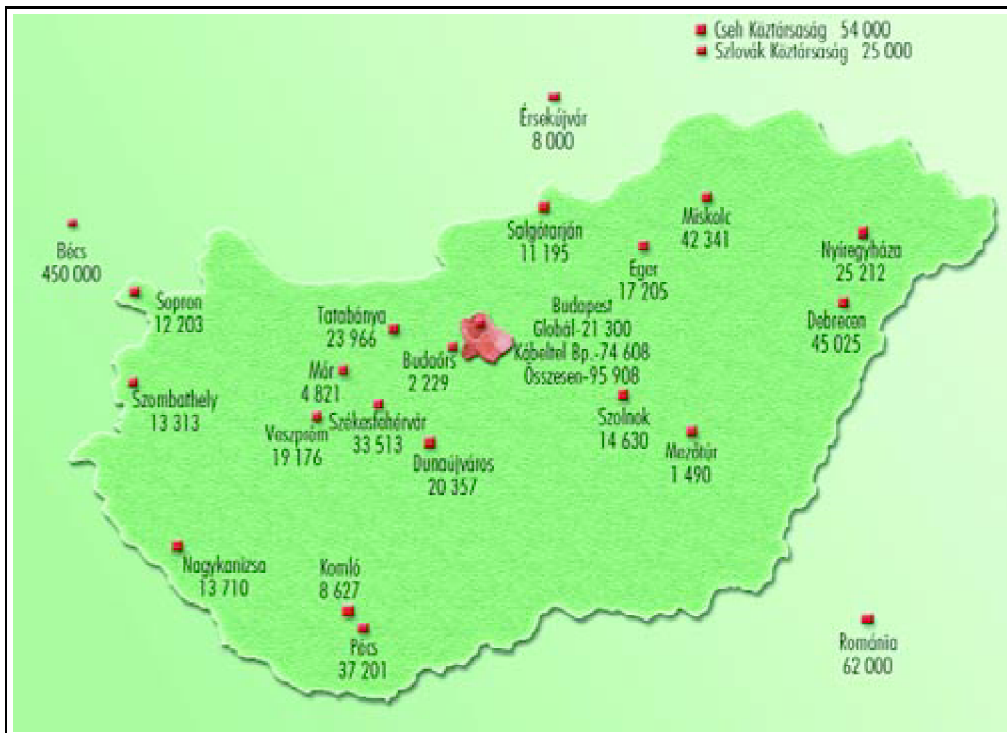 Cseh Köztársaság 54 000
Szlovák Köztársaság 25 000
Érsekújvár
8 000
Bécs
450 000
Salgótarján
11 195
Miskolc
42 341
Eger
17 205
Nyíregyháza
25 212
Sopron
12 203
Tatabánya
23 966
Budapest
Globál-21 300
Kábeltel Bp.-74 608
Összesen-95 908
Debrecen
45 025
Budaörs
2 229
Mór
4 821
Szombathely
13 313
Veszprém
19 176
Székesfehérvár
33 513
Dunaújváros
20 357
Szolnok
14 630
Mezőtúr
1 490
Nagykanizsa
13 710
Komló
8 627
Pécs
37 201
Románia
62 000